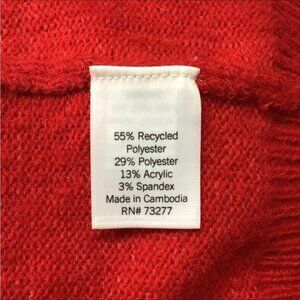 55% Recycled
Polyester
29% Polyester
13% Acrylic
3% Spandex
Made in Cambodia
RN# 73277